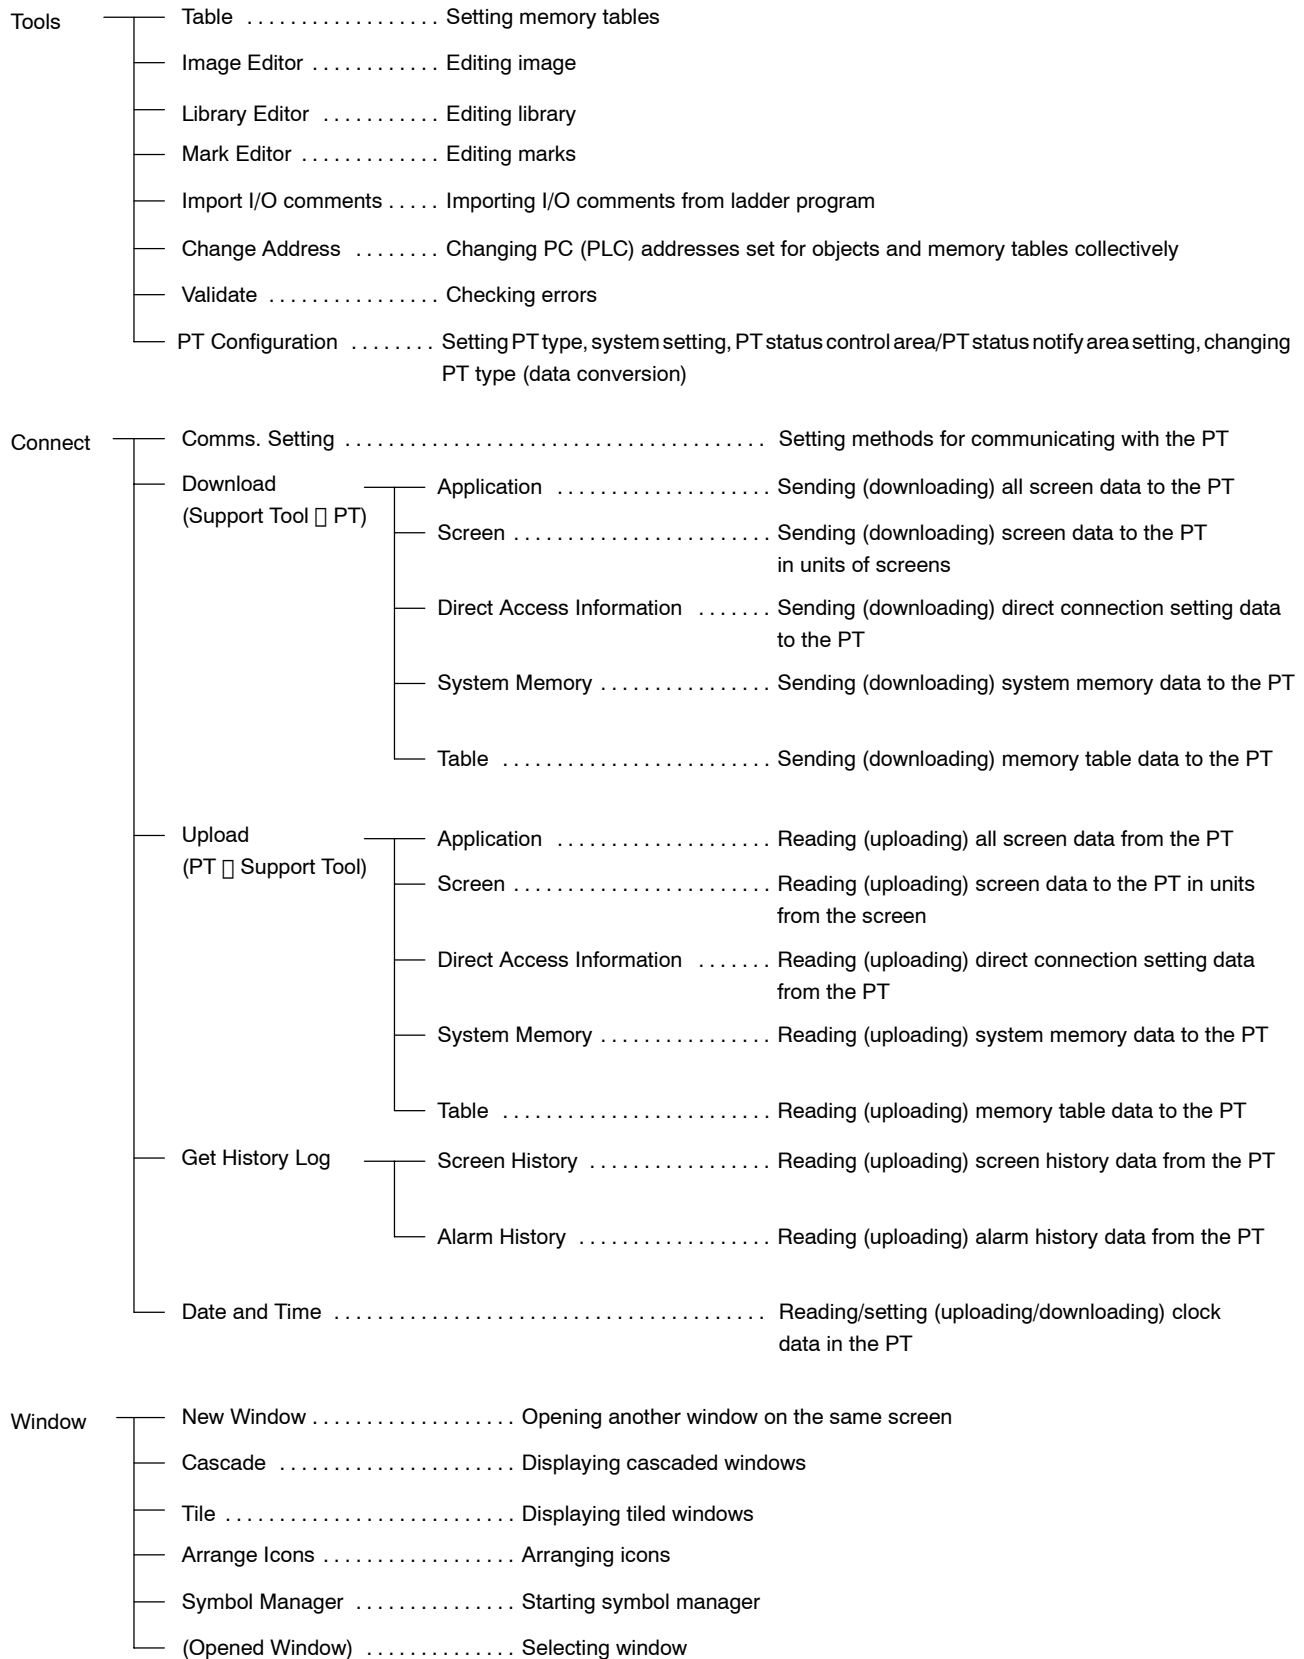 Tools
Table .................. Setting memory tables
Image Editor ............ Editing image
Library Editor ........... Editing library
Mark Editor ............. Editing marks
Import I/O comments ..... Importing I/O comments from ladder program
Change Address ........ Changing PC (PLC) addresses set for objects and memory tables collectively
Validate ................ Checking errors
PT Configuration ........ Setting PT type, system setting, PT status control area/PT status notify area setting, changing
PT type (data conversion)
Connect
Comms. Setting ....................................... Setting methods for communicating with the PT
Download
(Support Tool ▯ PT)
Application .................... Sending (downloading) all screen data to the PT
Screen ........................ Sending (downloading) screen data to the PT
in units of screens
Direct Access Information ....... Sending (downloading) direct connection setting data
to the PT
System Memory ................ Sending (downloading) system memory data to the PT
Table ......................... Sending (downloading) memory table data to the PT
Upload
(PT ▯ Support Tool)
Application .................... Reading (uploading) all screen data from the PT
Screen ........................ Reading (uploading) screen data to the PT in units
from the screen
Direct Access Information ....... Reading (uploading) direct connection setting data
from the PT
System Memory ................ Reading (uploading) system memory data to the PT
Table ......................... Reading (uploading) memory table data to the PT
Get History Log
Screen History ................. Reading (uploading) screen history data from the PT
Alarm History .................. Reading (uploading) alarm history data from the PT
Date and Time ........................................ Reading/setting (uploading/downloading) clock
data in the PT
Window
New Window ................... Opening another window on the same screen
Cascade ...................... Displaying cascaded windows
Tile ........................... Displaying tiled windows
Arrange Icons .................. Arranging icons
Symbol Manager ............... Starting symbol manager
(Opened Window) .............. Selecting window